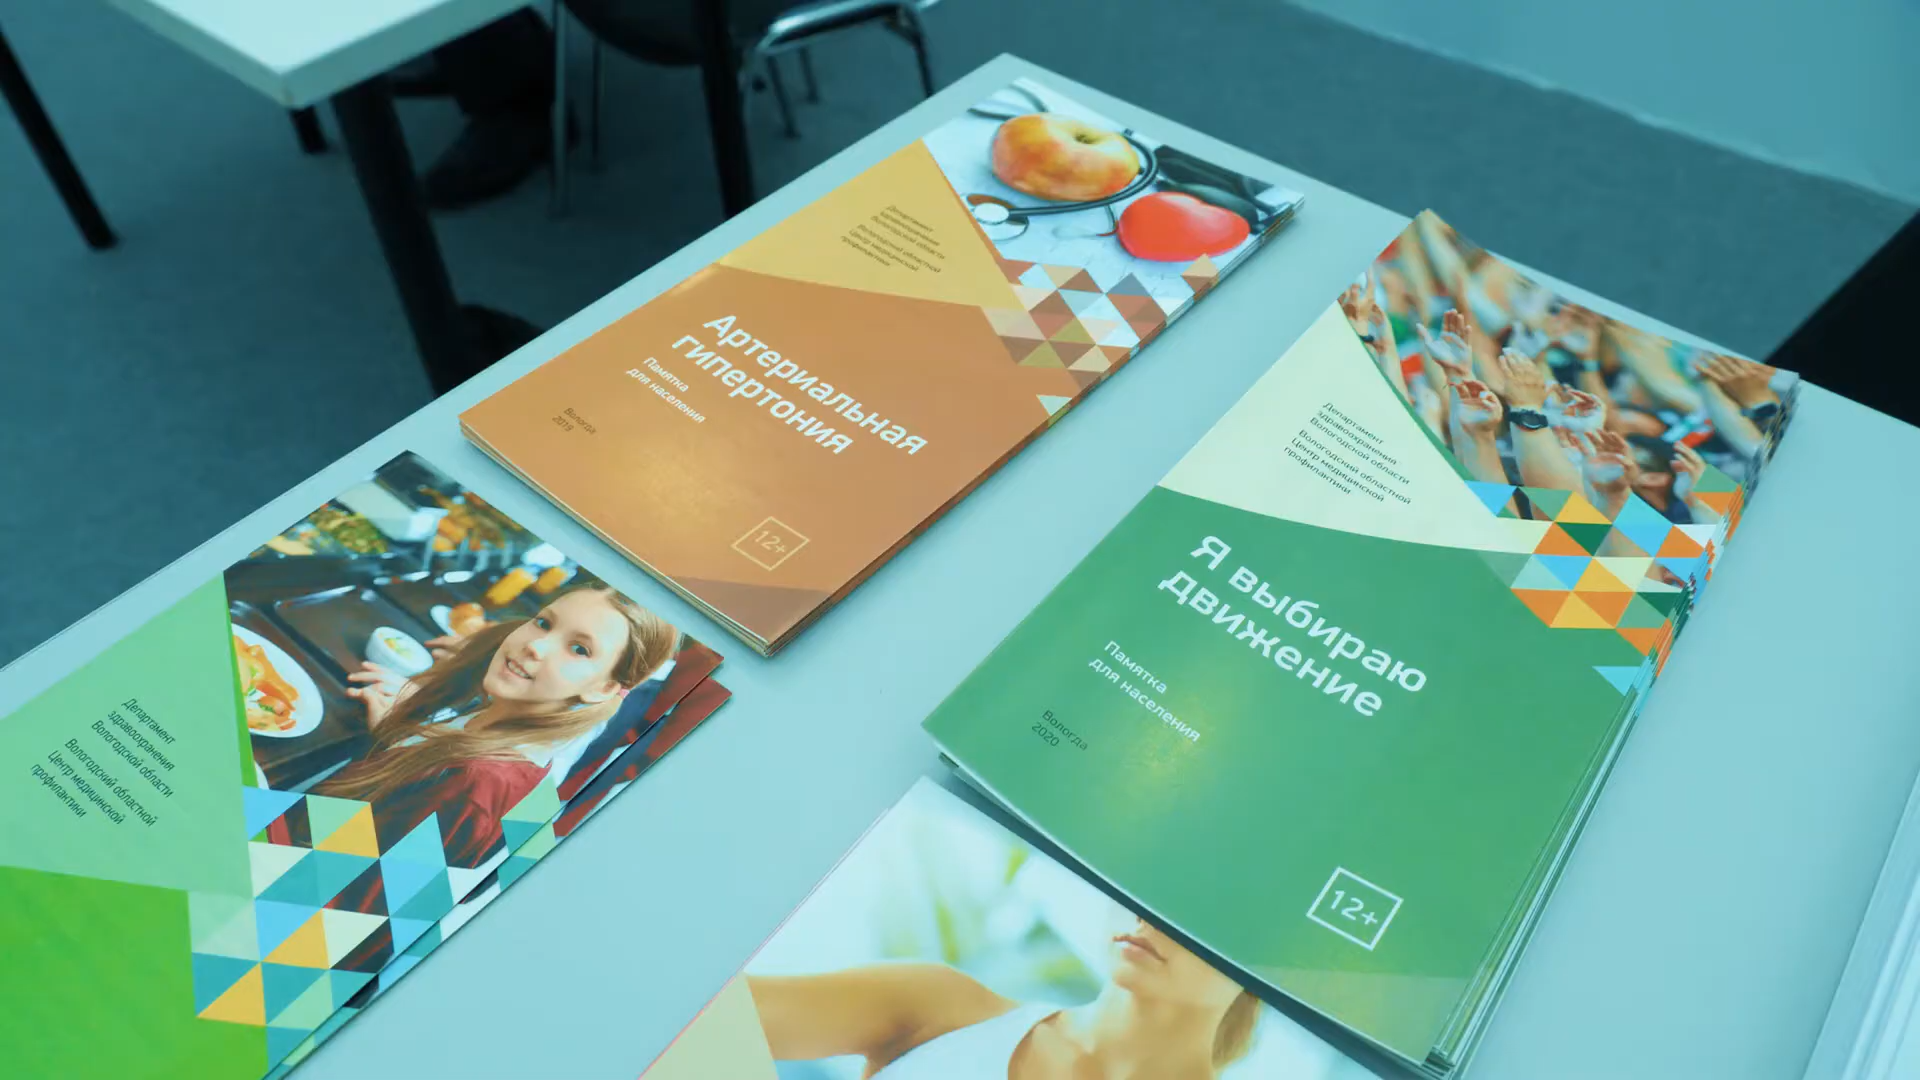 Департамент
здравоохранения
Вологодской области
Вологодский областной
Центр медицинской
профилактики
Артериальная
гипертония
Памятка
для населения
Вологда
2019
12+
Департамент
здравоохранения
Вологодской области
Вологодский областной
Центр медицинской
профилактики
Я выбираю
движение
Памятка
для населения
Вологда
2020
12+
Департамент
здравоохранения
Вологодской области
Вологодский областной
Центр медицинской
профилактики